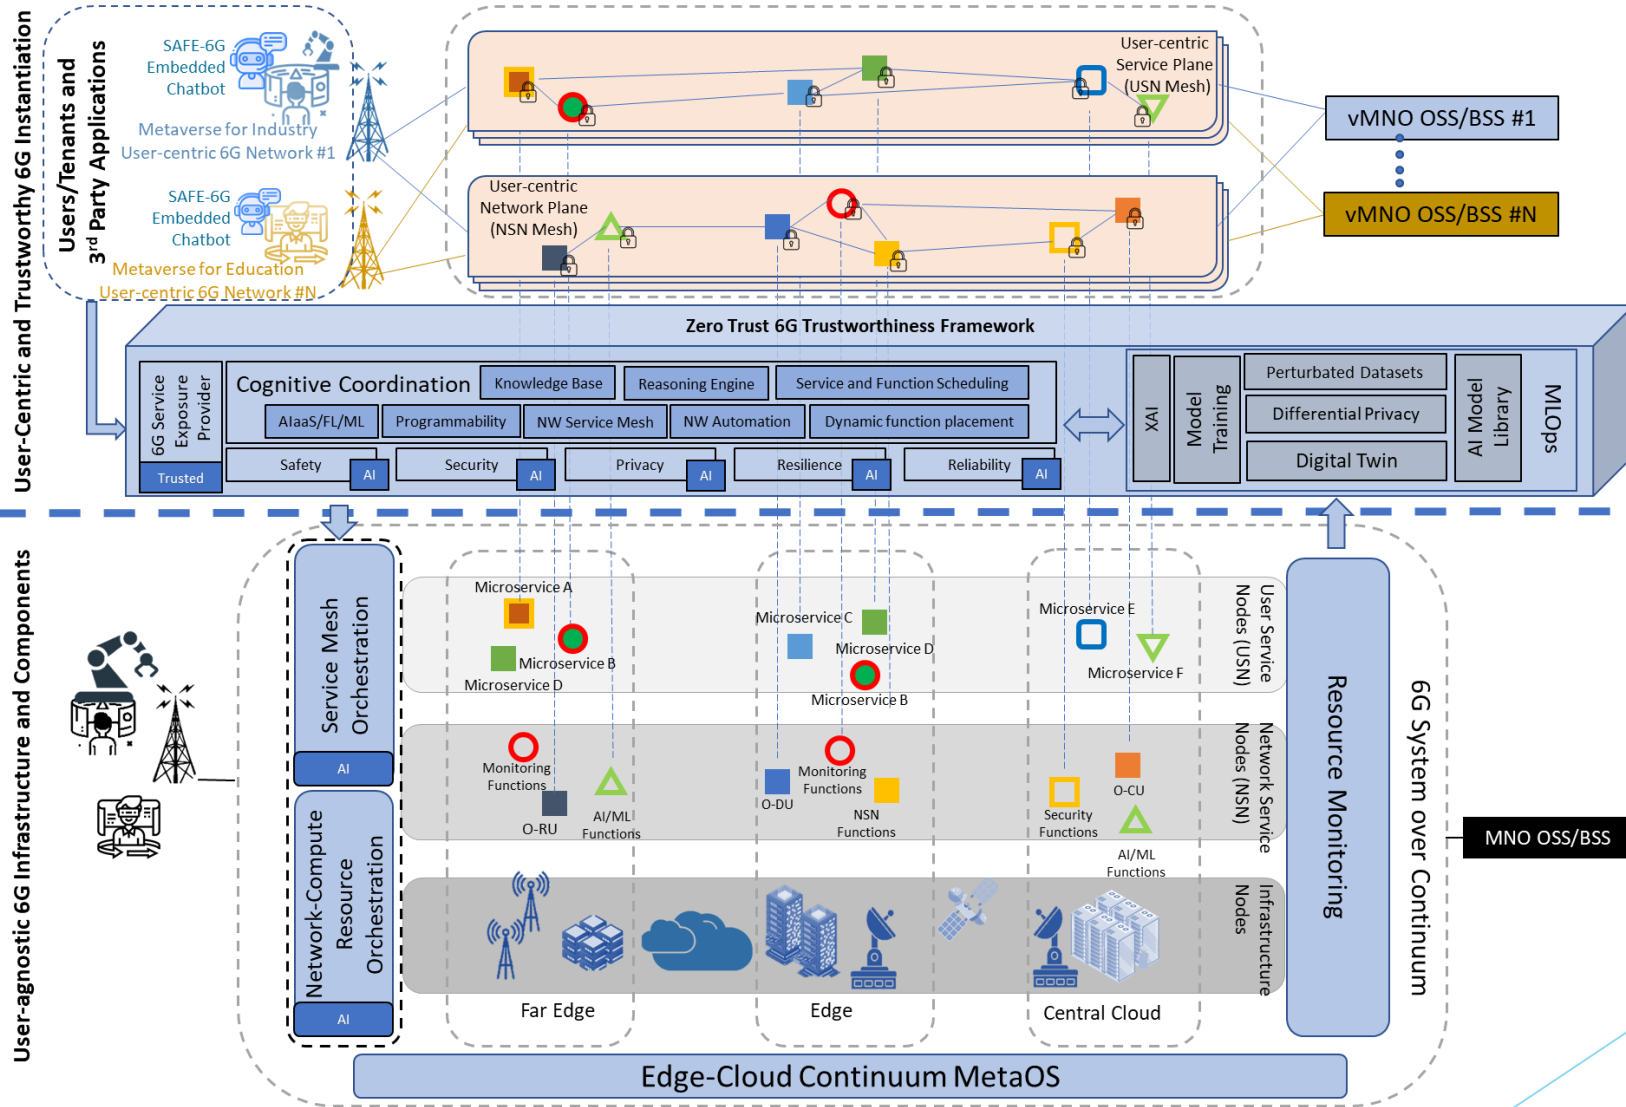 User-Centric and Trustworthy 6G Instantiation
Users/Tenants and
3rd Party Applications
SAFE-6G
Embedded
Chatbot
Metaverse for Industry
User-centric 6G Network #1
SAFE-6G
Embedded
Chatbot
Metaverse for Education
User-centric 6G Network #N
User-centric
Service Plane
(USN Mesh)
User-centric
Network Plane
(NSN Mesh)
vMNO OSS/BSS #1
vMNO OSS/BSS #N
Zero Trust 6G Trustworthiness Framework
6G Service
Exposure
Provider
Trusted
Cognitive Coordination
Knowledge Base
Reasoning Engine
Service and Function Scheduling
AIaaS/FL/ML
Programmability
NW Service Mesh
NW Automation
Dynamic function placement
Safety
AI
Security
AI
Privacy
AI
Resilience
AI
Reliability
AI
XAI
Model
Training
Perturbated Datasets
Differential Privacy
Digital Twin
AI Model
Library
MLOps
User-agnostic 6G Infrastructure and Components
Service Mesh
Orchestration
AI
Network-Compute
Resource
Orchestration
AI
Microservice A
Microservice B
Microservice D
Microservice C
Microservice D
Microservice B
Microservice E
Microservice F
User Service
Nodes (USN)
Monitoring
Functions
O-RU
AI/ML
Functions
O-DU
Monitoring
Functions
NSN
Functions
Security
Functions
O-CU
AI/ML
Functions
Network Service
Nodes (NSN)
Infrastructure
Nodes
Far Edge
Edge
Central Cloud
Resource Monitoring
6G System over Continuum
MNO OSS/BSS
Edge-Cloud Continuum MetaOS